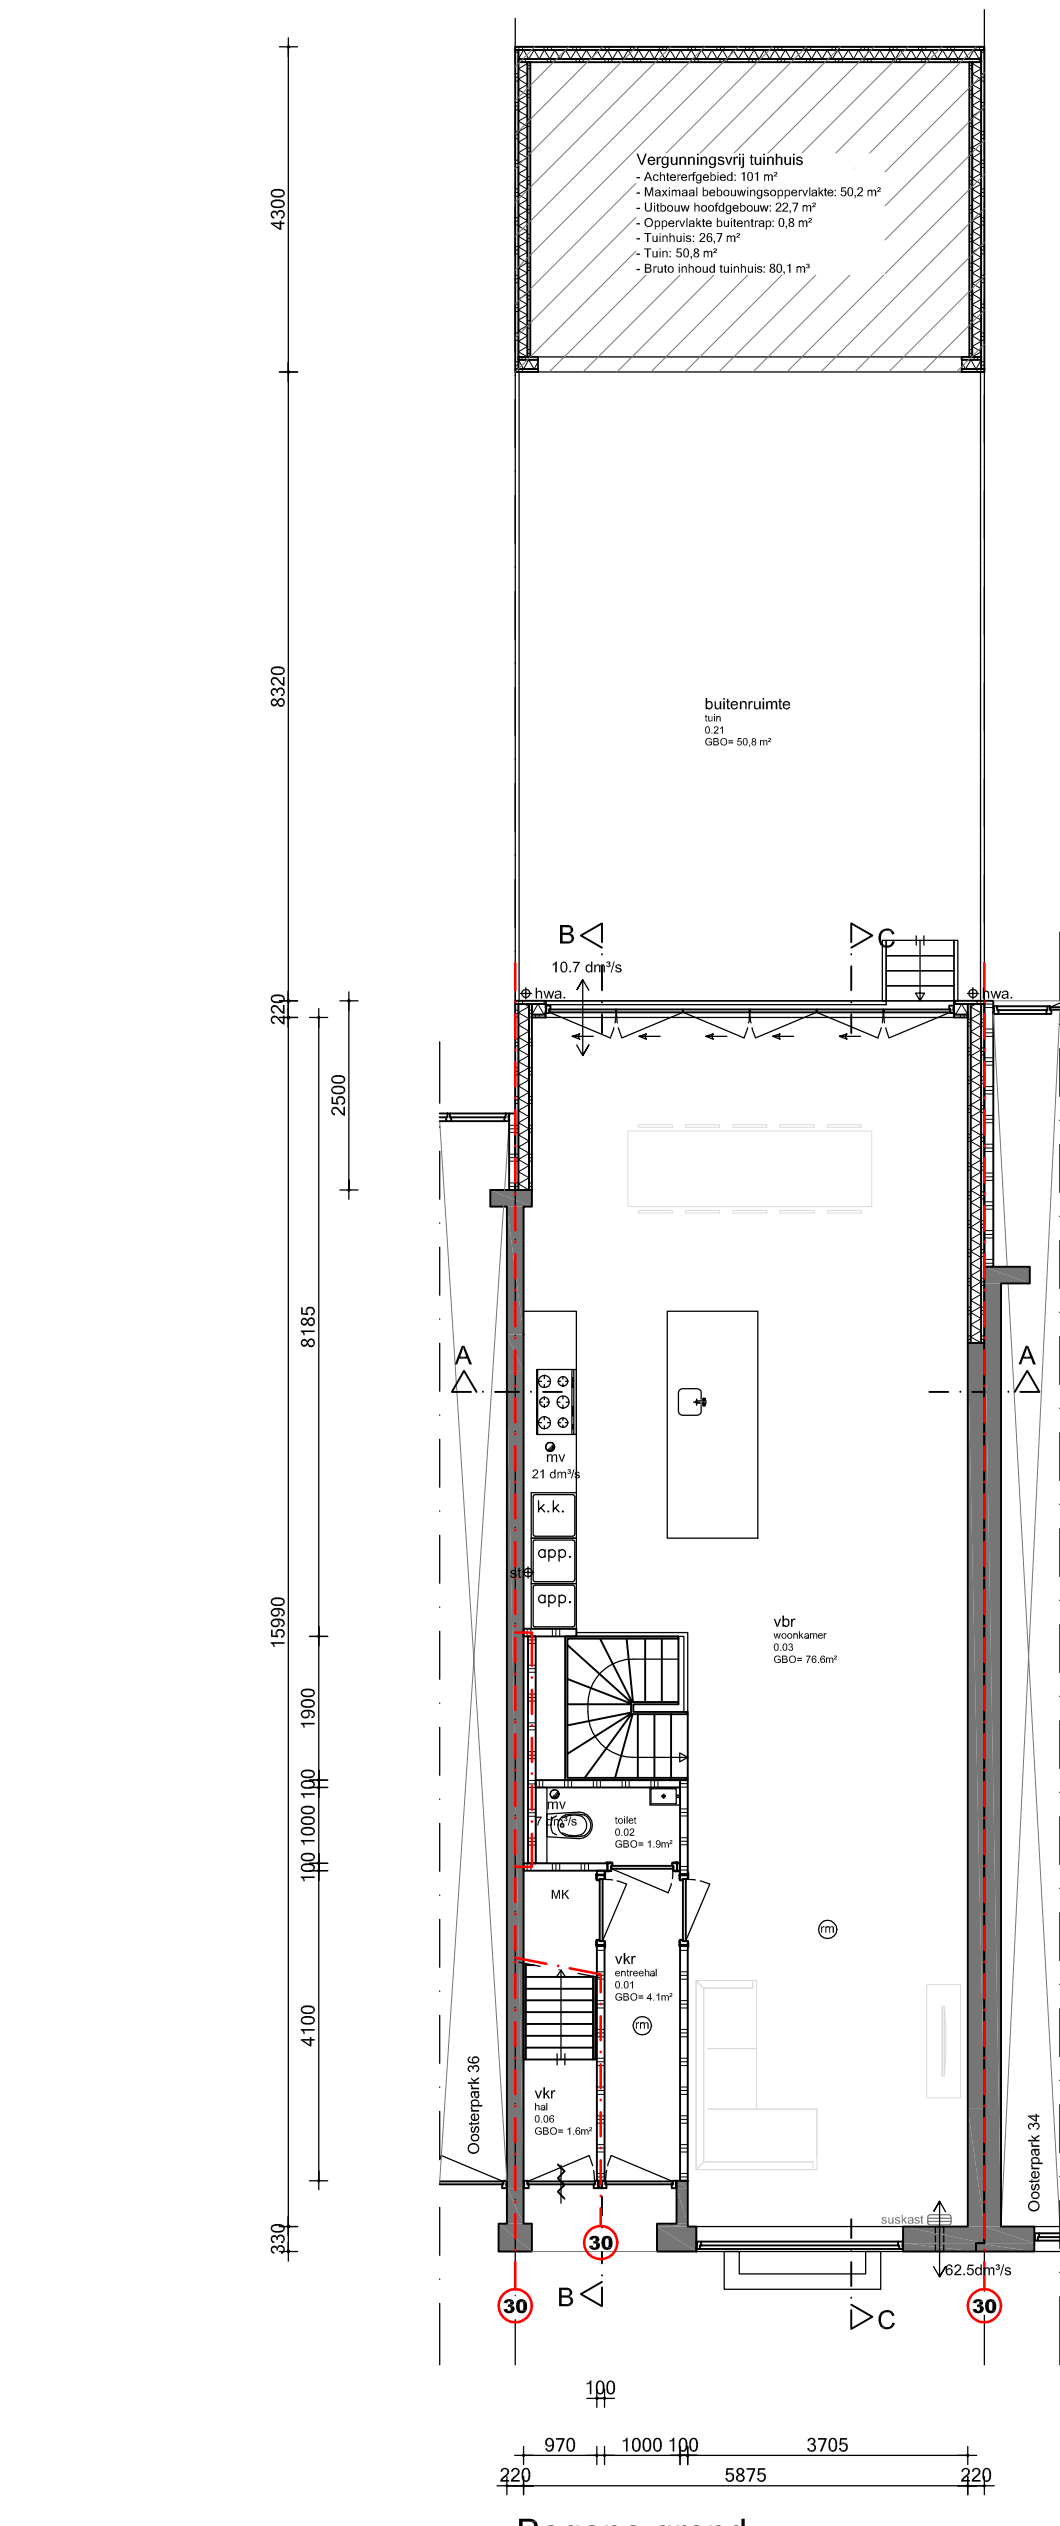 4300
Vergunningsvrij tuinhuis
- Achtererfgebied: 101 m²
- Maximaal bebouwingsoppervlakte: 50,2 m²
- Uitbouw hoofdgebouw: 22,7 m²
- Oppervlakte buitentrap: 0,8 m²
- Tuinhuis: 26,7 m²
- Tuin: 50,8 m²
- Bruto inhoud tuinhuis: 80,1 m³
8320
buitenruimte
tuin
0.21
GBO= 50,8 m²
B
C
10.7 dm³/s
hwa.
hwa.
220
2500
8185
A
A
mv
21 dm³/s
k.k.
app.
st
app.
15990
vbr
woonkamer
0.03
GBO= 76.6m²
1900
100
mv
7 dm³/s
toilet
0.02
GBO= 1.9m²
1000
100
MK
rm
vkr
entreehal
0.01
GBO= 4.1m²
rm
4100
Oosterpark 36
vkr
hal
0.06
GBO= 1.6m²
Oosterpark 34
suskast
330
30
62.5dm³/s
B
30
30
C
100
970
1000
100
3705
220
5875
220